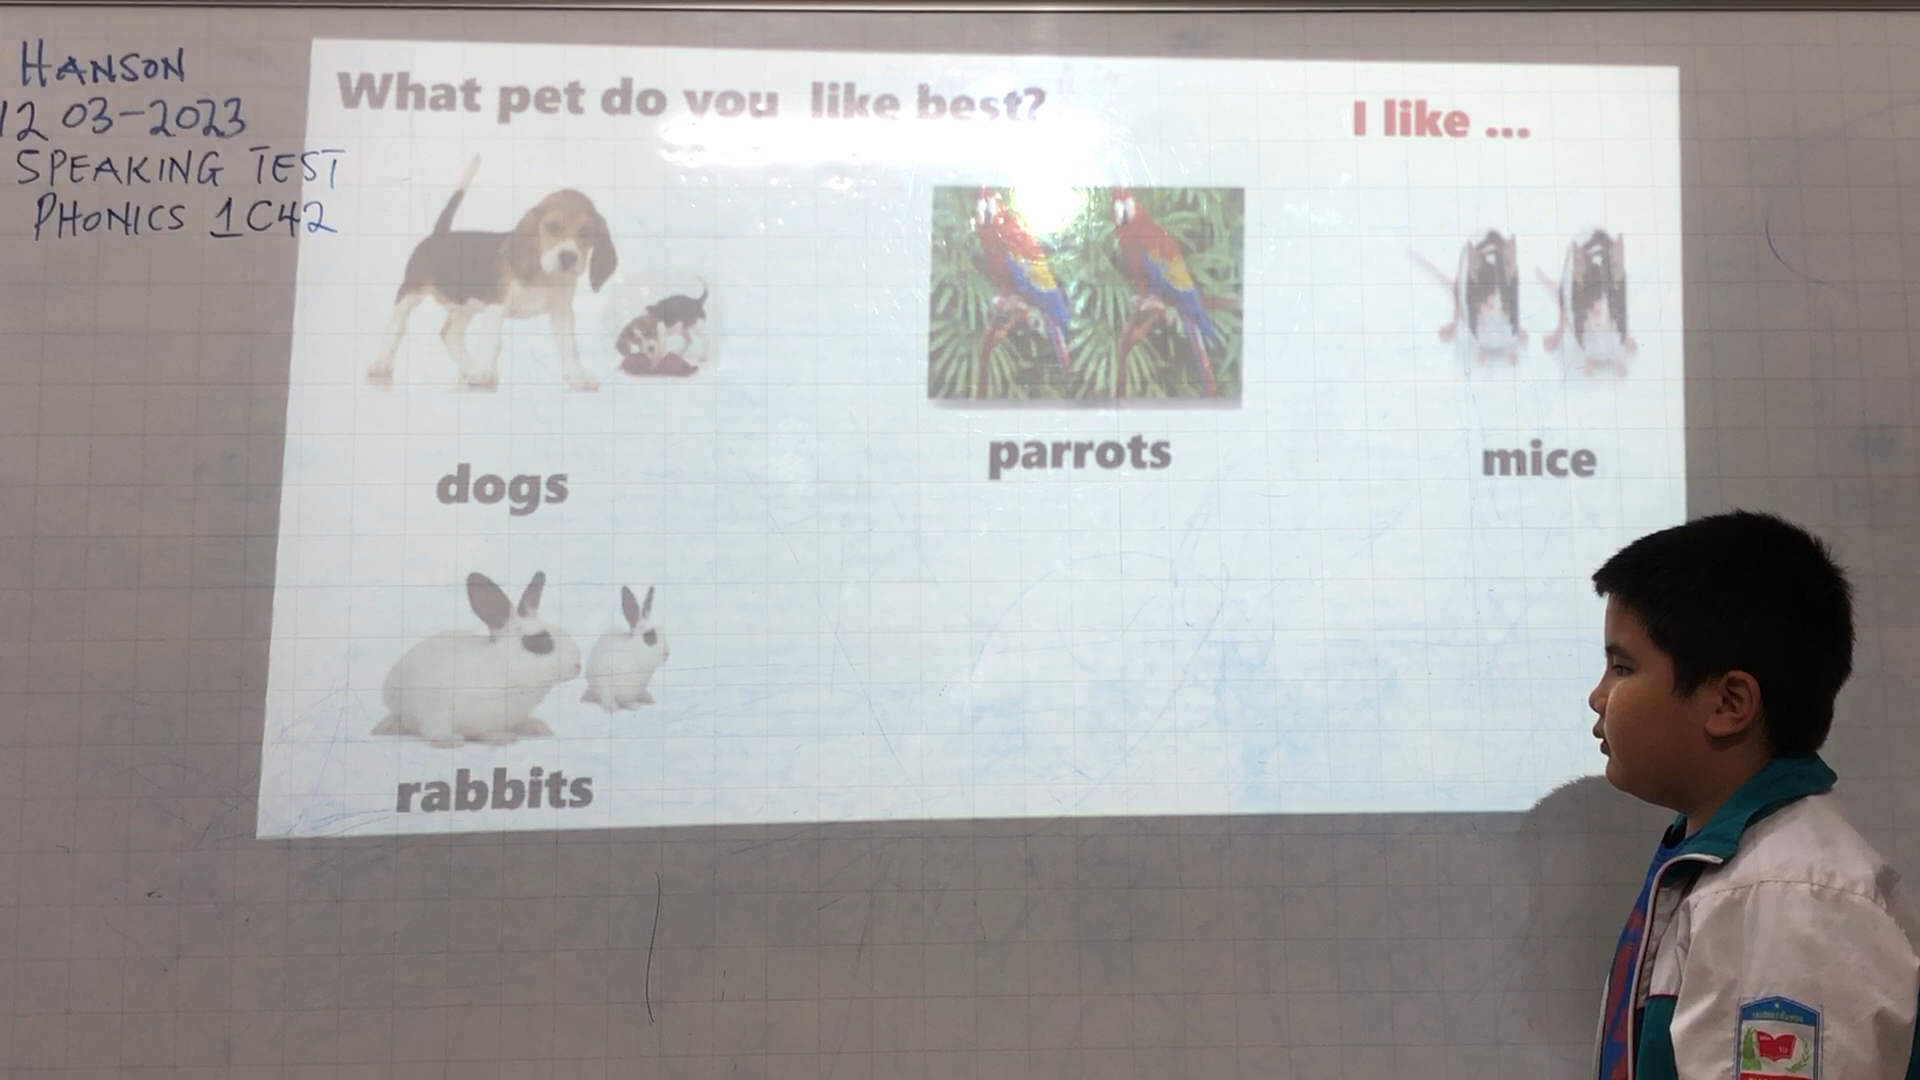 HANSON
12 03-2023
SPEAKING TEST
PHONICS 1C42
What pet do you like best?
I like ...
dogs
parrots
mice
rabbits